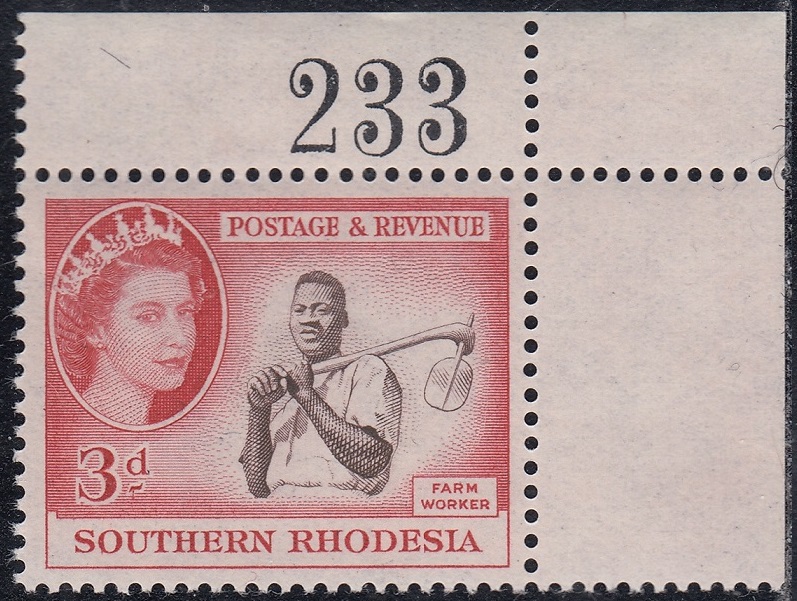 233
POSTAGE & REVENUE
3d
FARM
WORKER
SOUTHERN RHODESIA